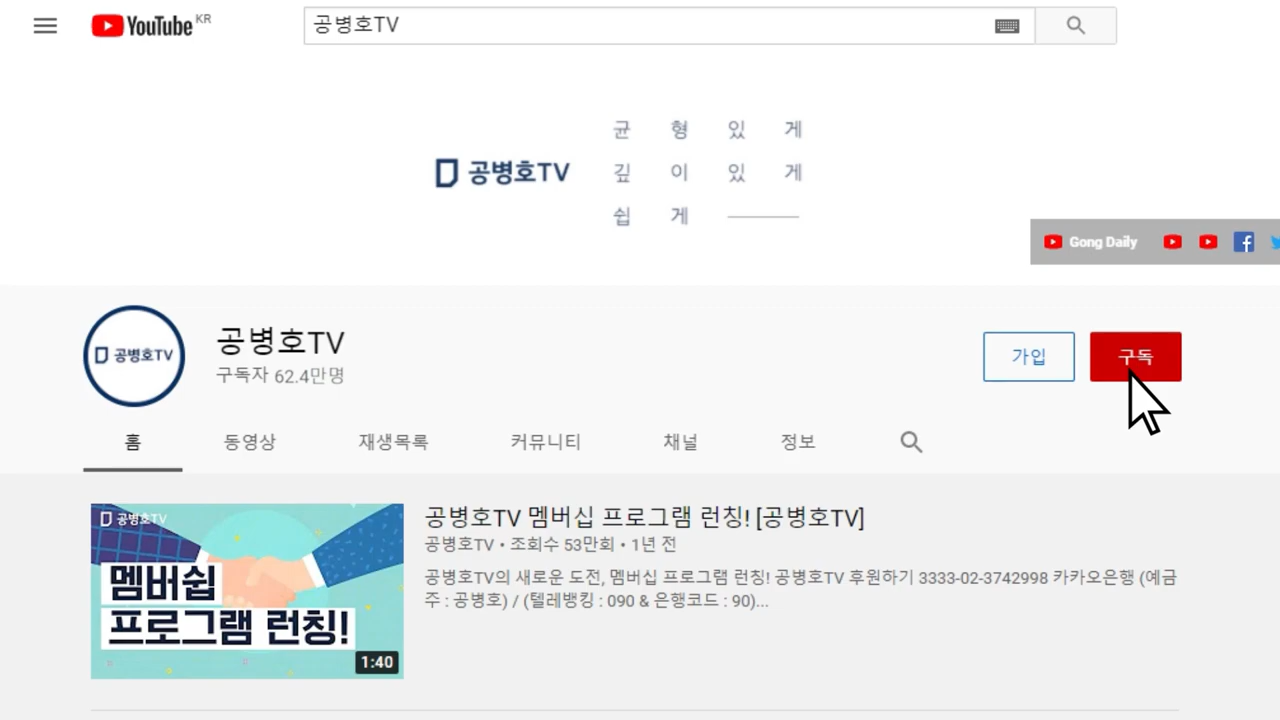 YouTube KR
공병호TV
공병호TV
균형있게
깊이있게
쉽게
Gong Daily
공병호TV
공병호TV
구독자 62.4만명
가입
구독
홈
동영상
재생목록
커뮤니티
채널
정보
공병호TV
멤버쉽
프로그램 런칭!
1:40
공병호TV 멤버십 프로그램 런칭! [공병호TV]
공병호TV • 조회수 53만회 • 1년 전
공병호TV의 새로운 도전, 멤버십 프로그램 런칭! 공병호TV 후원하기 3333-02-3742998 카카오은행 (예금
주 : 공병호) / (텔레뱅킹 : 090 & 은행코드 : 90)...